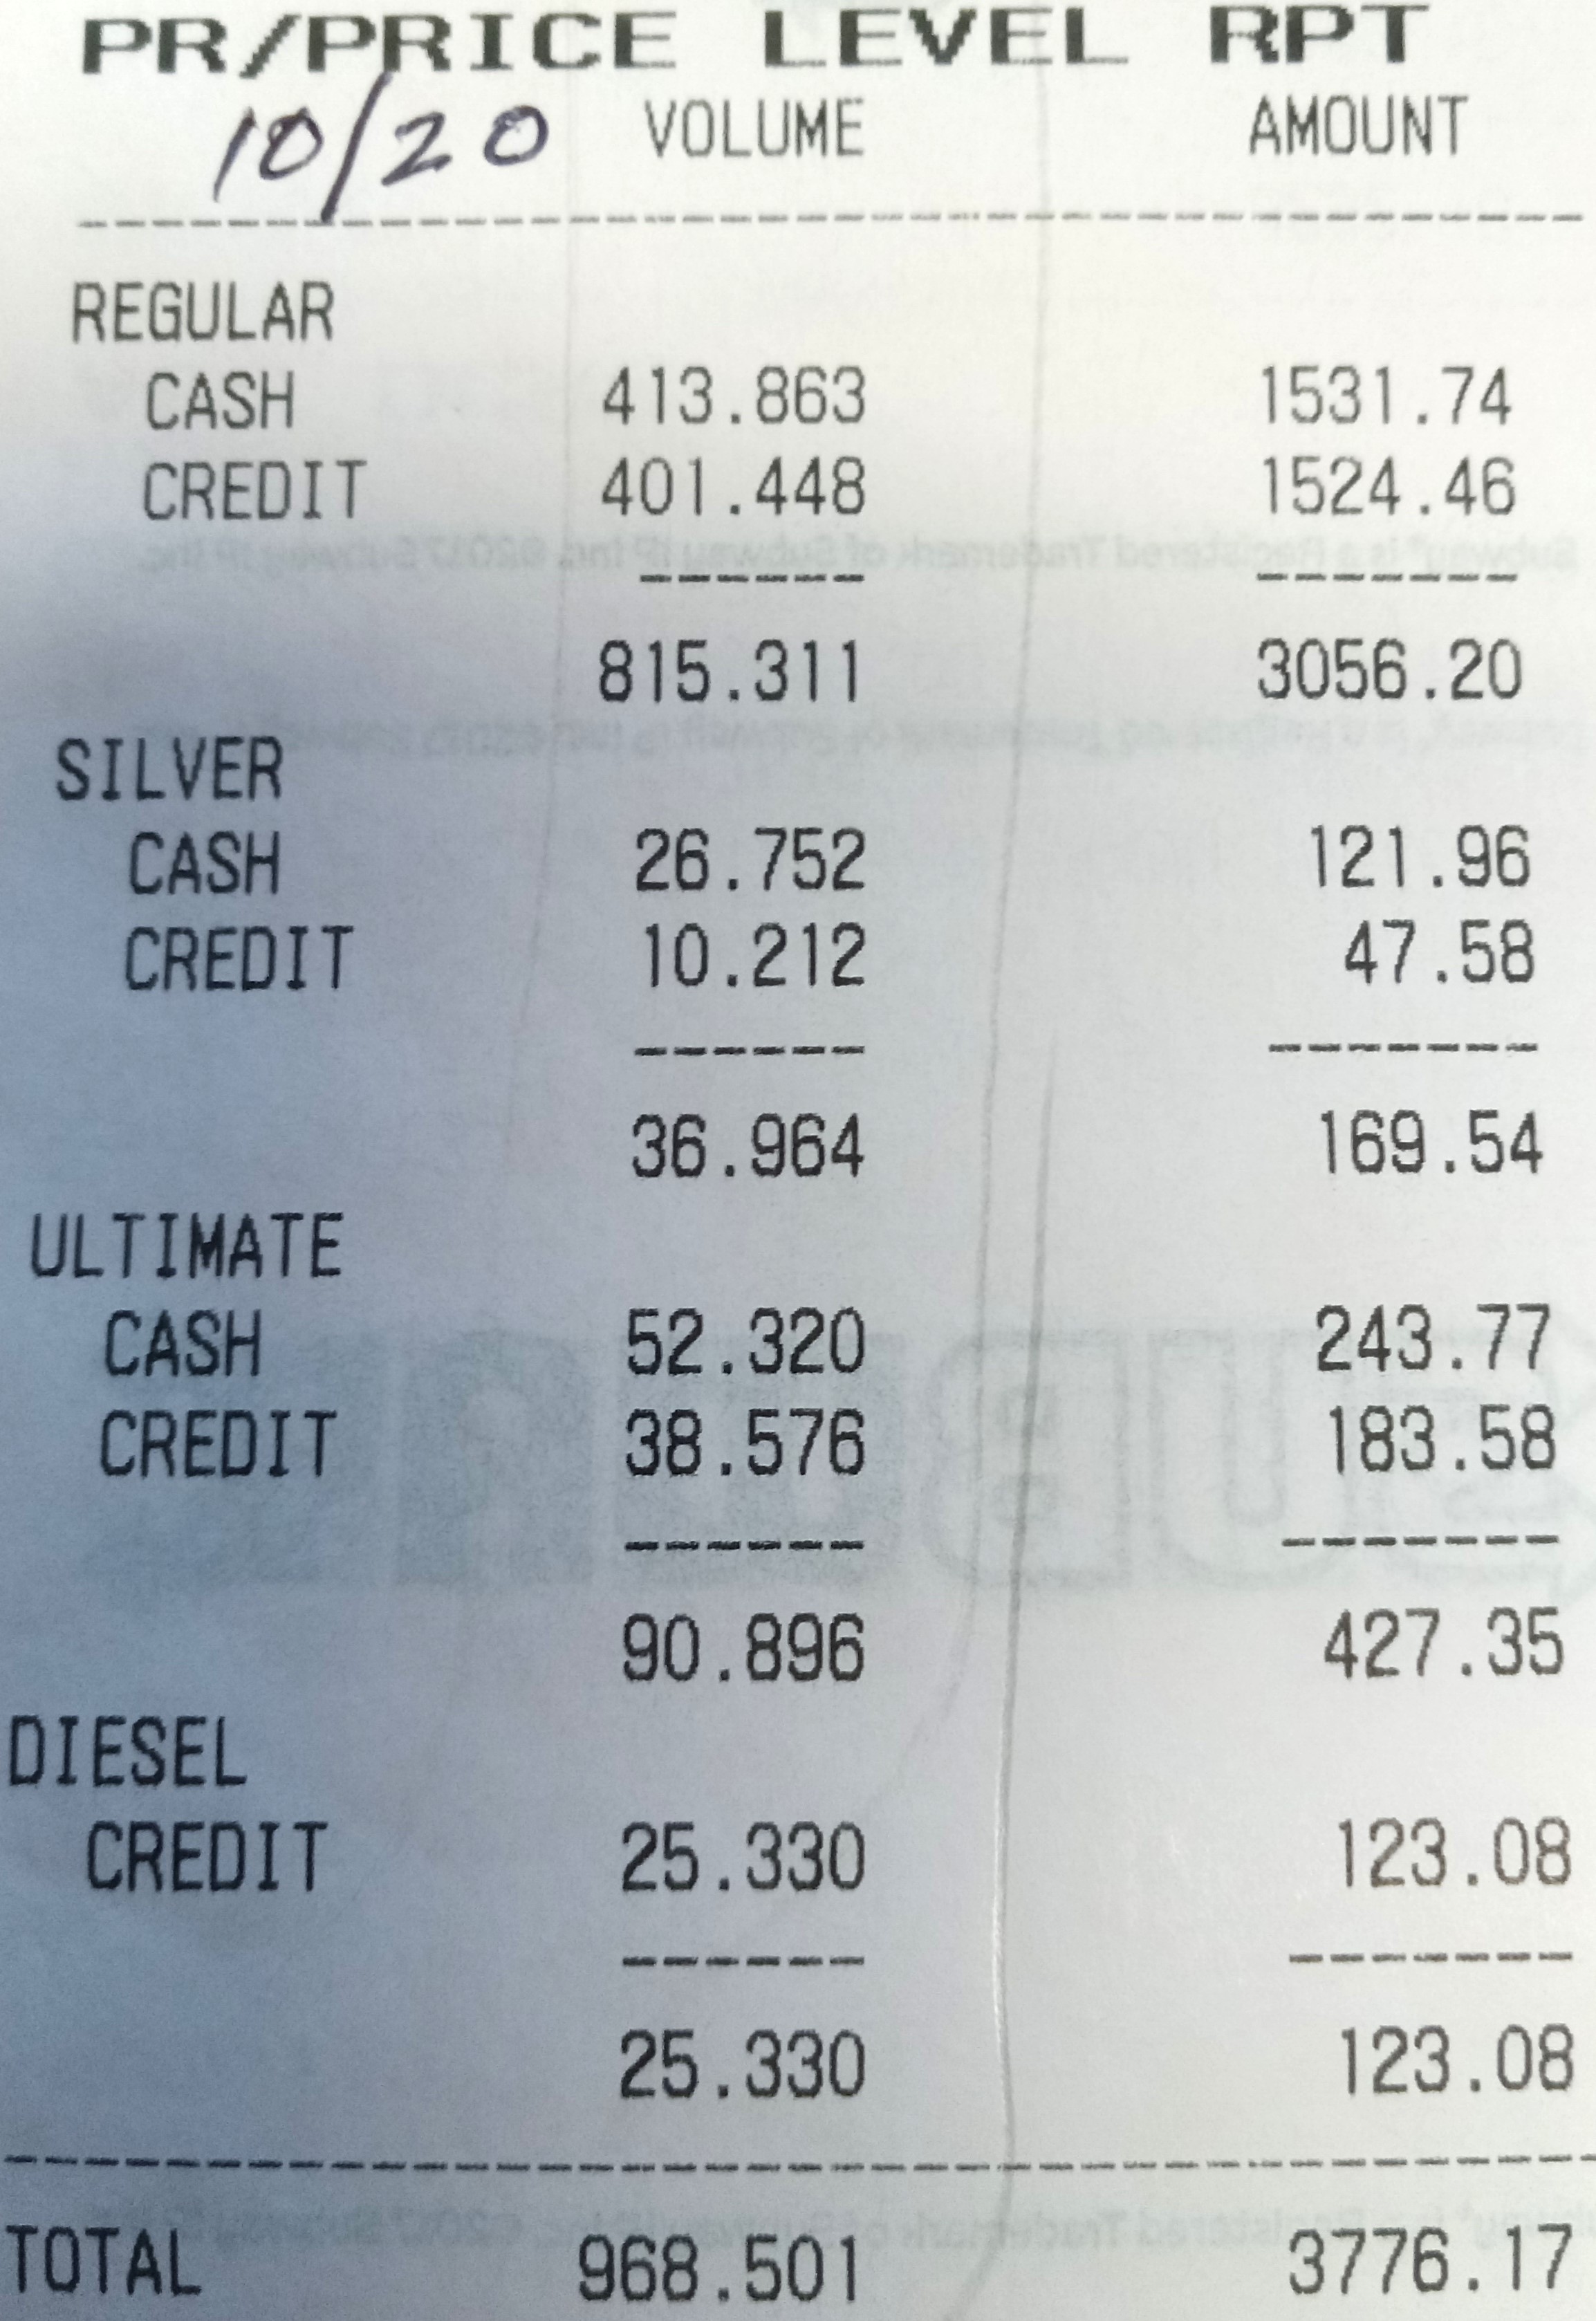 PR/PRICE LEVEL RPT
10/20 VOLUME AMOUNT
REGULAR
CASH 413.863 1531.74
CREDIT 401.448 1524.46
815.311 3056.20
SILVER
CASH 26.752 121.96
CREDIT 10.212 47.58
36.964 169.54
ULTIMATE
CASH 52.320 243.77
CREDIT 38.576 183.58
90.896 427.35
DIESEL
CREDIT 25.330 123.08
25.330 123.08
TOTAL 968.501 3776.17